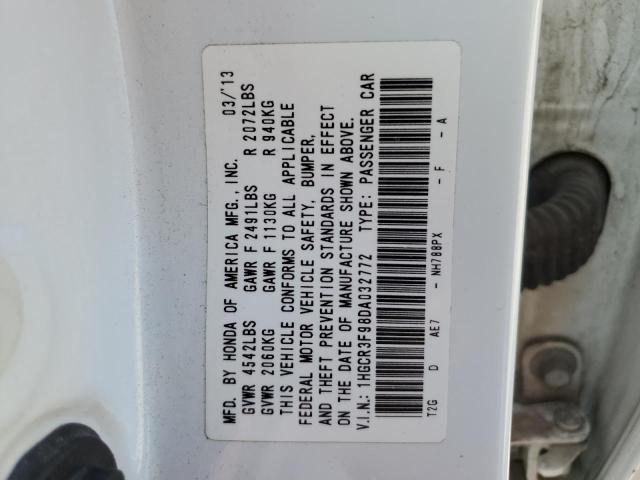 MFD. BY HONDA OF AMERICA MFG., INC. 03/'13
GVWR 4542LBS GAWR F 2491LBS R 2072LBS
GVWR 2060KG GAWR F 1130KG R 940KG
THIS VEHICLE CONFORMS TO ALL APPLICABLE
FEDERAL MOTOR VEHICLE SAFETY, BUMPER,
AND THEFT PREVENTION STANDARDS IN EFFECT
ON THE DATE OF MANUFACTURE SHOWN ABOVE.
V.I.N.: 1HGCR3F98DA032772 TYPE: PASSENGER CAR
T2G D AE7 - NH788PX - F - A